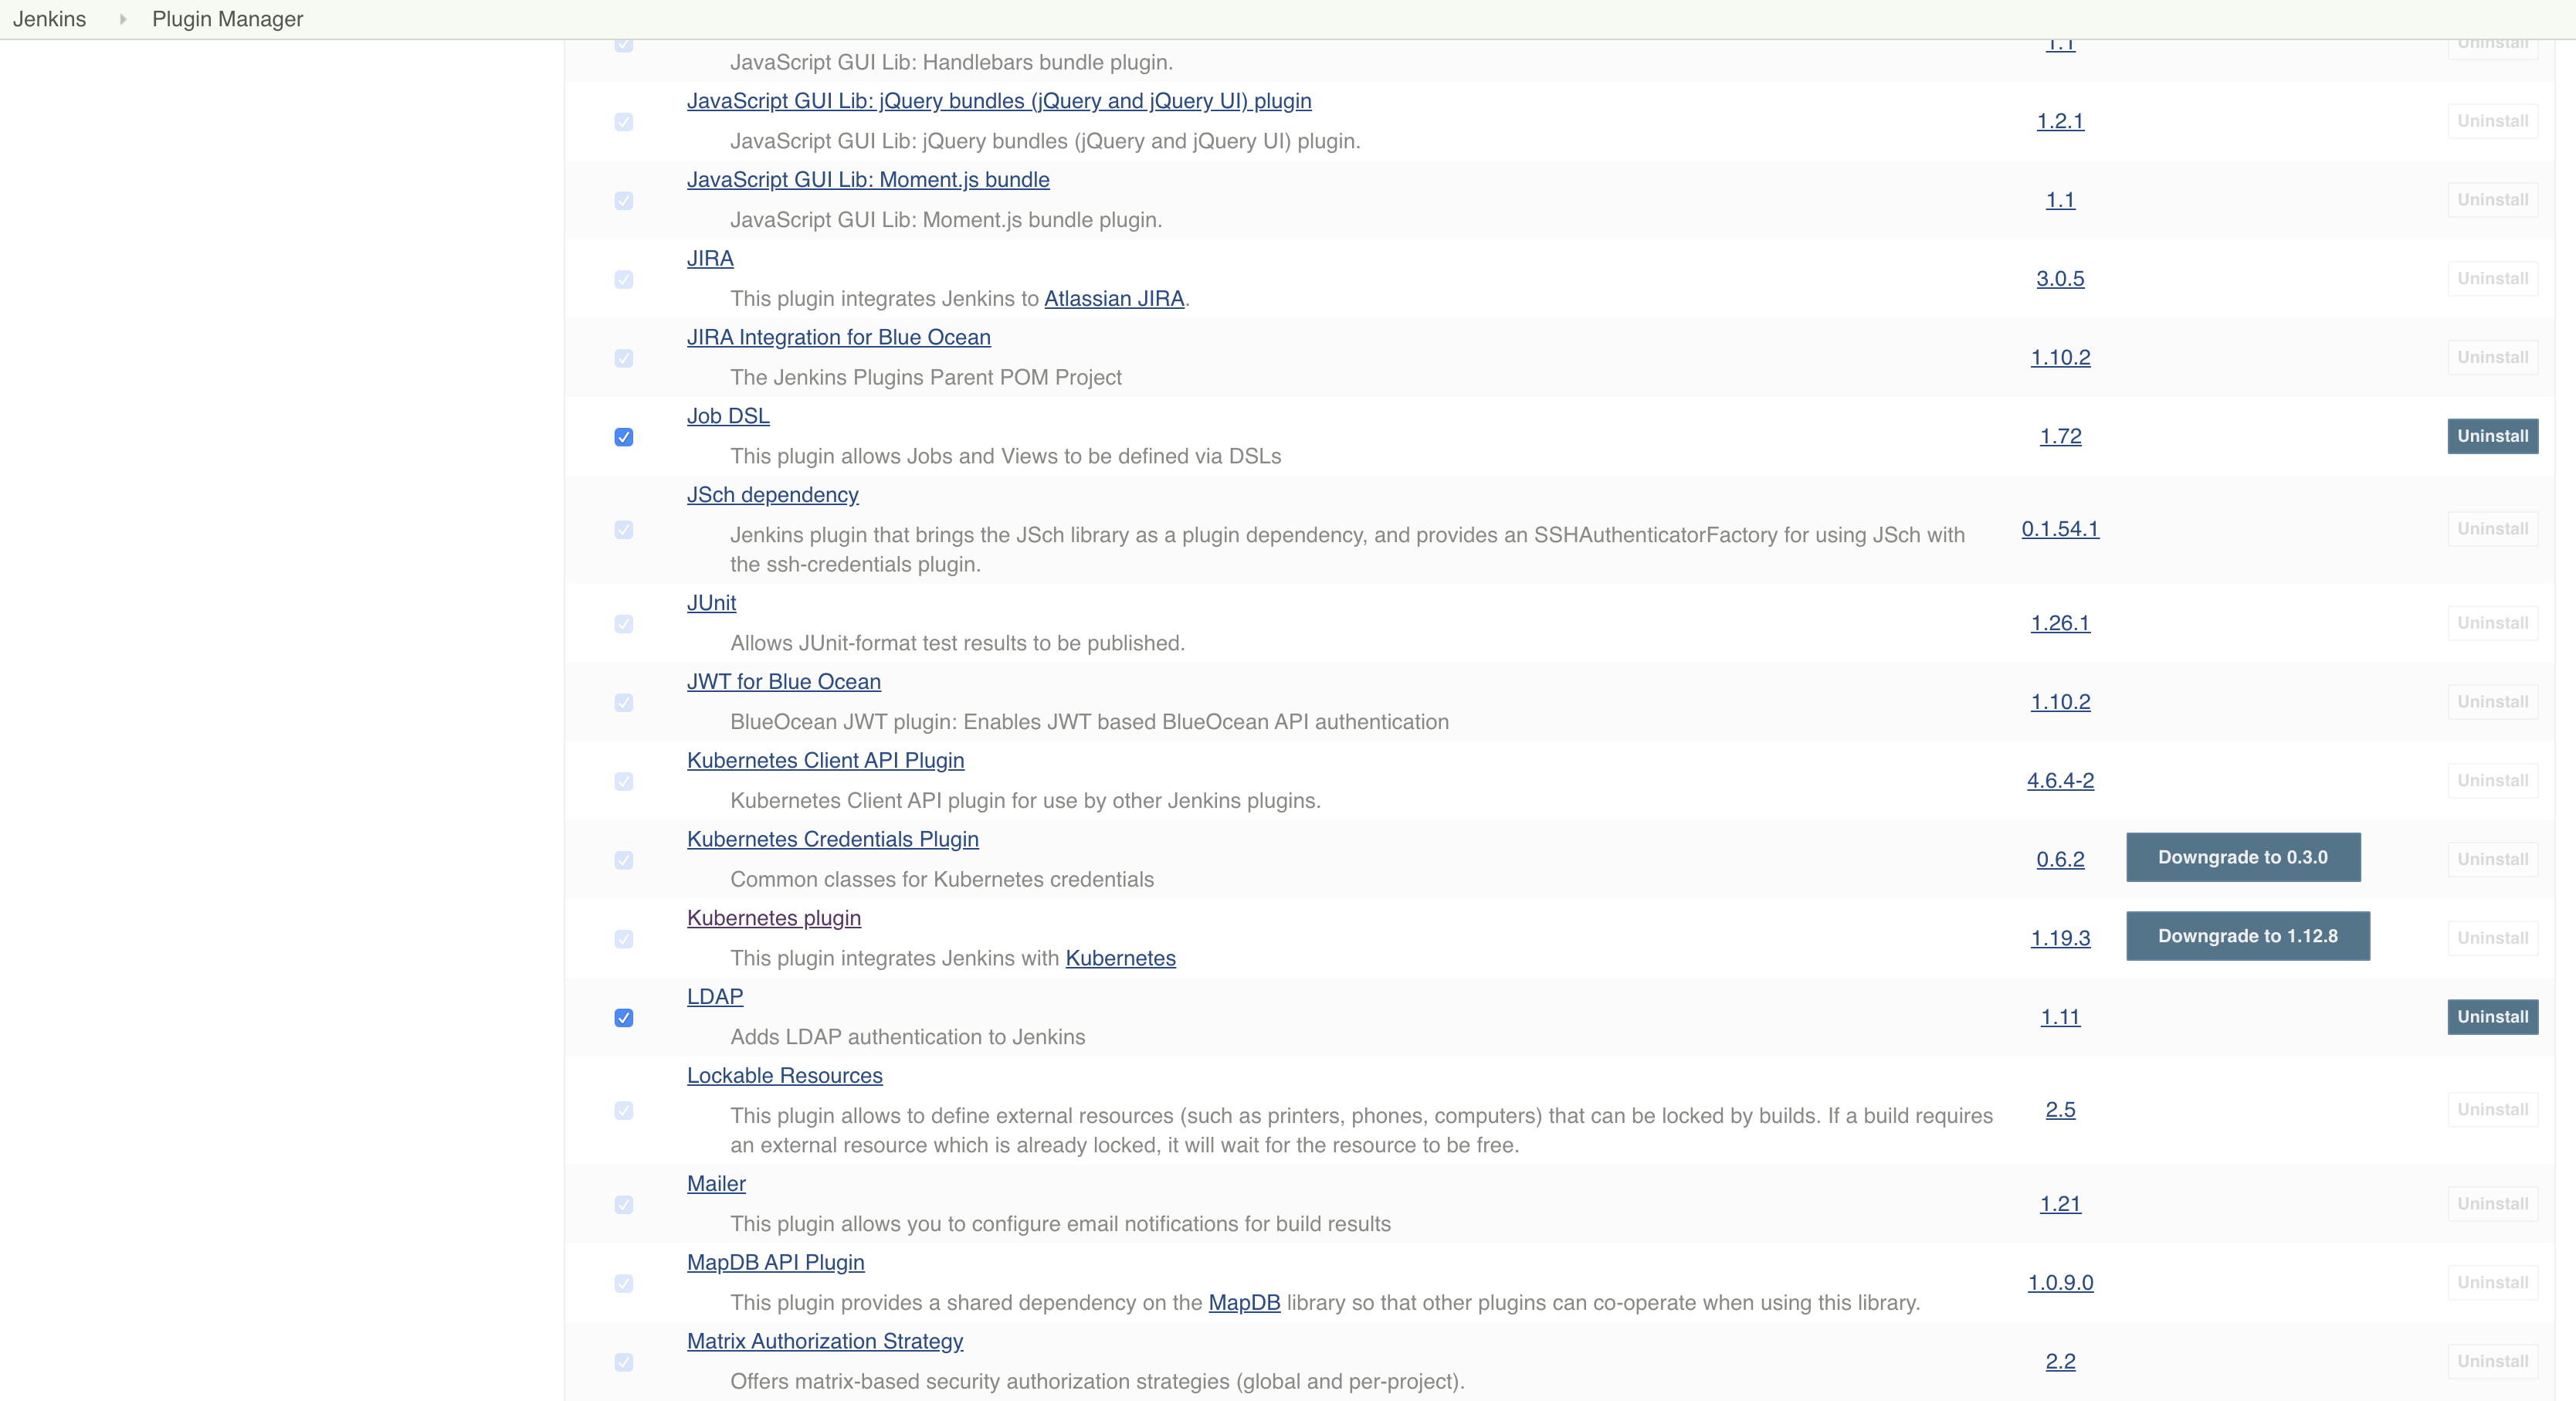 Jenkins Plugin Manager
1.1 Uninstall
JavaScript GUI Lib: Handlebars bundle plugin.
JavaScript GUI Lib: jQuery bundles (jQuery and jQuery UI) plugin
1.2.1 Uninstall
JavaScript GUI Lib: jQuery bundles (jQuery and jQuery UI) plugin.
JavaScript GUI Lib: Moment.js bundle
1.1 Uninstall
JavaScript GUI Lib: Moment.js bundle plugin.
JIRA
3.0.5 Uninstall
This plugin integrates Jenkins to Atlassian JIRA.
JIRA Integration for Blue Ocean
1.10.2 Uninstall
The Jenkins Plugins Parent POM Project
Job DSL
1.72 Uninstall
This plugin allows Jobs and Views to be defined via DSLs
JSch dependency
0.1.54.1 Uninstall
Jenkins plugin that brings the JSch library as a plugin dependency, and provides an SSHAuthenticatorFactory for using JSch with
the ssh-credentials plugin.
JUnit
1.26.1 Uninstall
Allows JUnit-format test results to be published.
JWT for Blue Ocean
1.10.2 Uninstall
BlueOcean JWT plugin: Enables JWT based BlueOcean API authentication
Kubernetes Client API Plugin
4.6.4-2 Uninstall
Kubernetes Client API plugin for use by other Jenkins plugins.
Kubernetes Credentials Plugin
0.6.2 Downgrade to 0.3.0 Uninstall
Common classes for Kubernetes credentials
Kubernetes plugin
1.19.3 Downgrade to 1.12.8 Uninstall
This plugin integrates Jenkins with Kubernetes
LDAP
1.11 Uninstall
Adds LDAP authentication to Jenkins
Lockable Resources
2.5 Uninstall
This plugin allows to define external resources (such as printers, phones, computers) that can be locked by builds. If a build requires
an external resource which is already locked, it will wait for the resource to be free.
Mailer
1.21 Uninstall
This plugin allows you to configure email notifications for build results
MapDB API Plugin
1.0.9.0 Uninstall
This plugin provides a shared dependency on the MapDB library so that other plugins can co-operate when using this library.
Matrix Authorization Strategy
2.2 Uninstall
Offers matrix-based security authorization strategies (global and per-project).